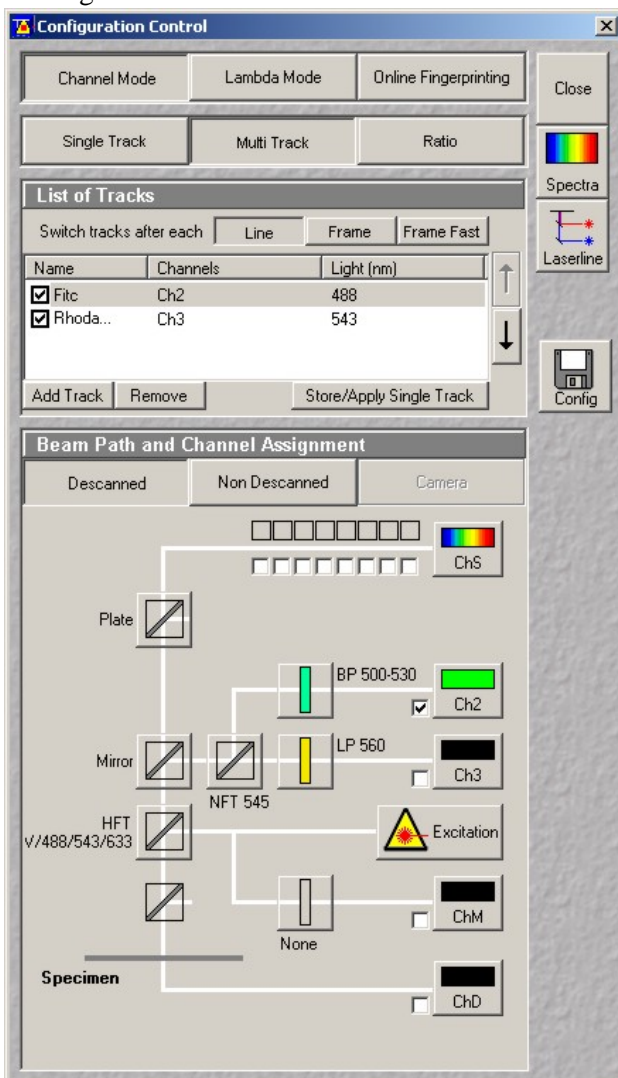 Configuration Control
Channel Mode Lambda Mode Online Fingerprinting Close
Single Track Multi Track Ratio
Spectra
List of Tracks
Switch tracks after each Line Frame Frame Fast
Laserline
Name Channels Light (nm)
Fitc Ch2 488
Rhoda... Ch3 543
Add Track Remove Store/Apply Single Track Config
Beam Path and Channel Assignment
Descanned Non Descanned Camera
ChS
Plate
BP 500-530
Ch2
LP 560
Mirror
Ch3
NFT 545
HFT
V/488/543/633
Excitation
ChM
None
Specimen
ChD